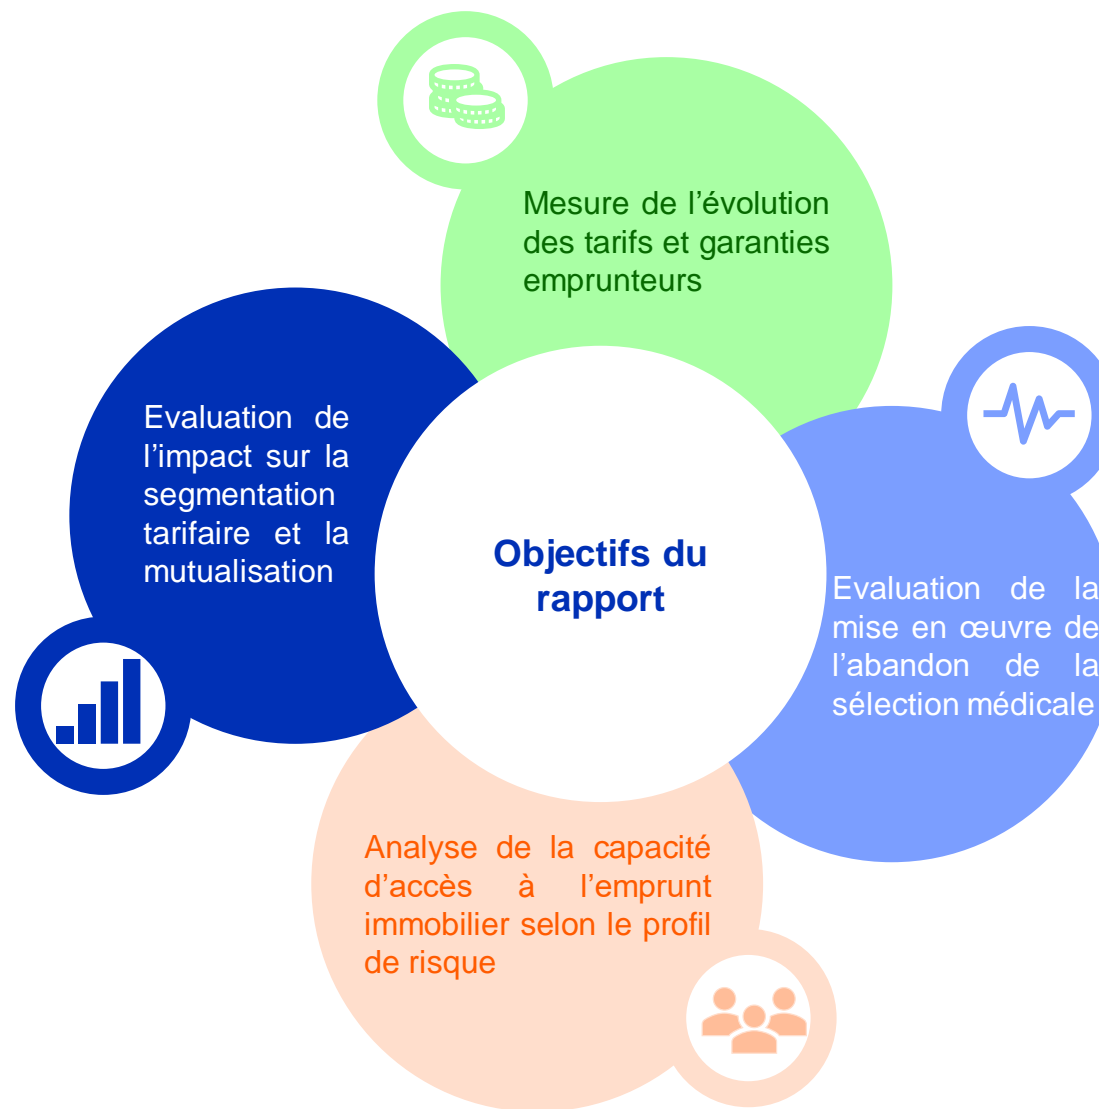 Mesure de l’évolution
des tarifs et garanties
emprunteurs
Evaluation de
l’impact sur la
segmentation
tarifaire et la
mutualisation
Objectifs du
rapport
Evaluation de la
mise en œuvre de
l’abandon de la
sélection médicale
Analyse de la capacité
d’accès à l’emprunt
immobilier selon le profil
de risque